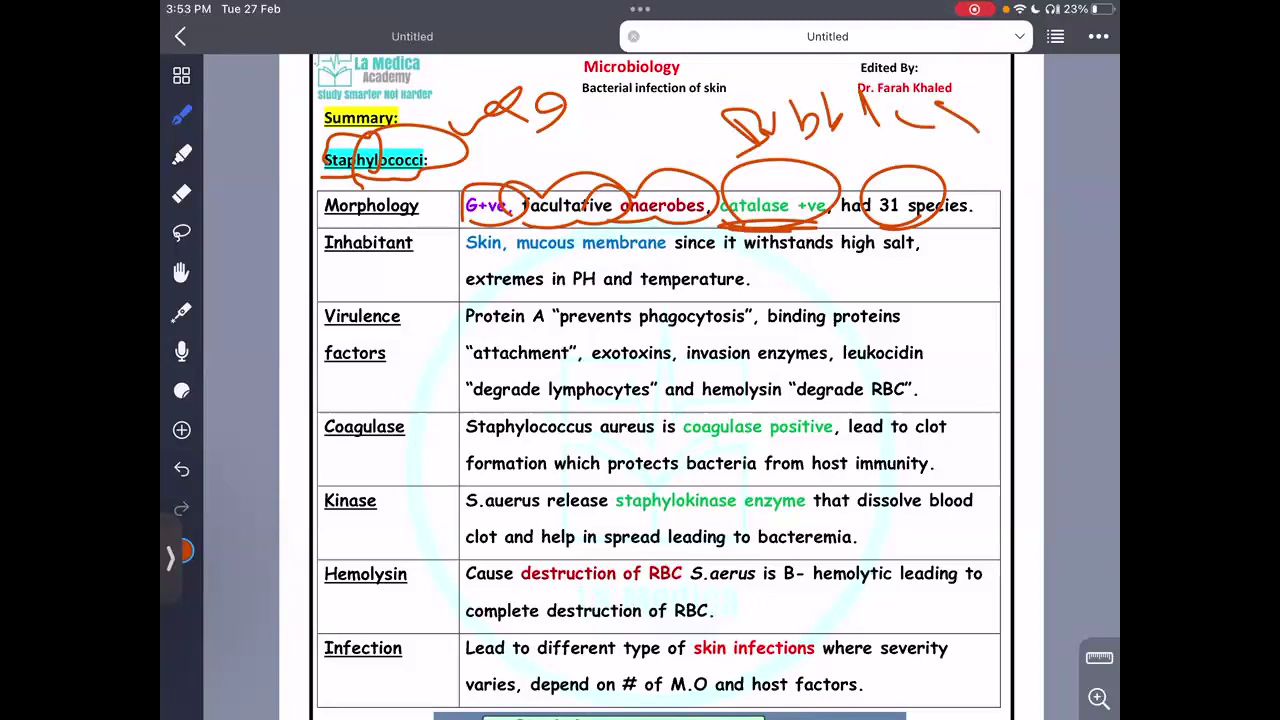 3:53 PM Tue 27 Feb
23%
Untitled
Untitled
La Medica
Academy
Study Smarter Not Harder
Microbiology
Bacterial infection of skin
Edited By:
Dr. Farah Khaled
Summary:
Staphylococci:
Morphology
G+ve, facultative anaerobes, catalase +ve, had 31 species.
Inhabitant
Skin, mucous membrane since it withstands high salt,
extremes in PH and temperature.
Virulence
factors
Protein A “prevents phagocytosis”, binding proteins
“attachment”, exotoxins, invasion enzymes, leukocidin
“degrade lymphocytes” and hemolysin “degrade RBC”.
Coagulase
Staphylococcus aureus is coagulase positive, lead to clot
formation which protects bacteria from host immunity.
Kinase
S.auerus release staphylokinase enzyme that dissolve blood
clot and help in spread leading to bacteremia.
Hemolysin
Cause destruction of RBC S.aerus is B- hemolytic leading to
complete destruction of RBC.
Infection
Lead to different type of skin infections where severity
varies, depend on # of M.O and host factors.